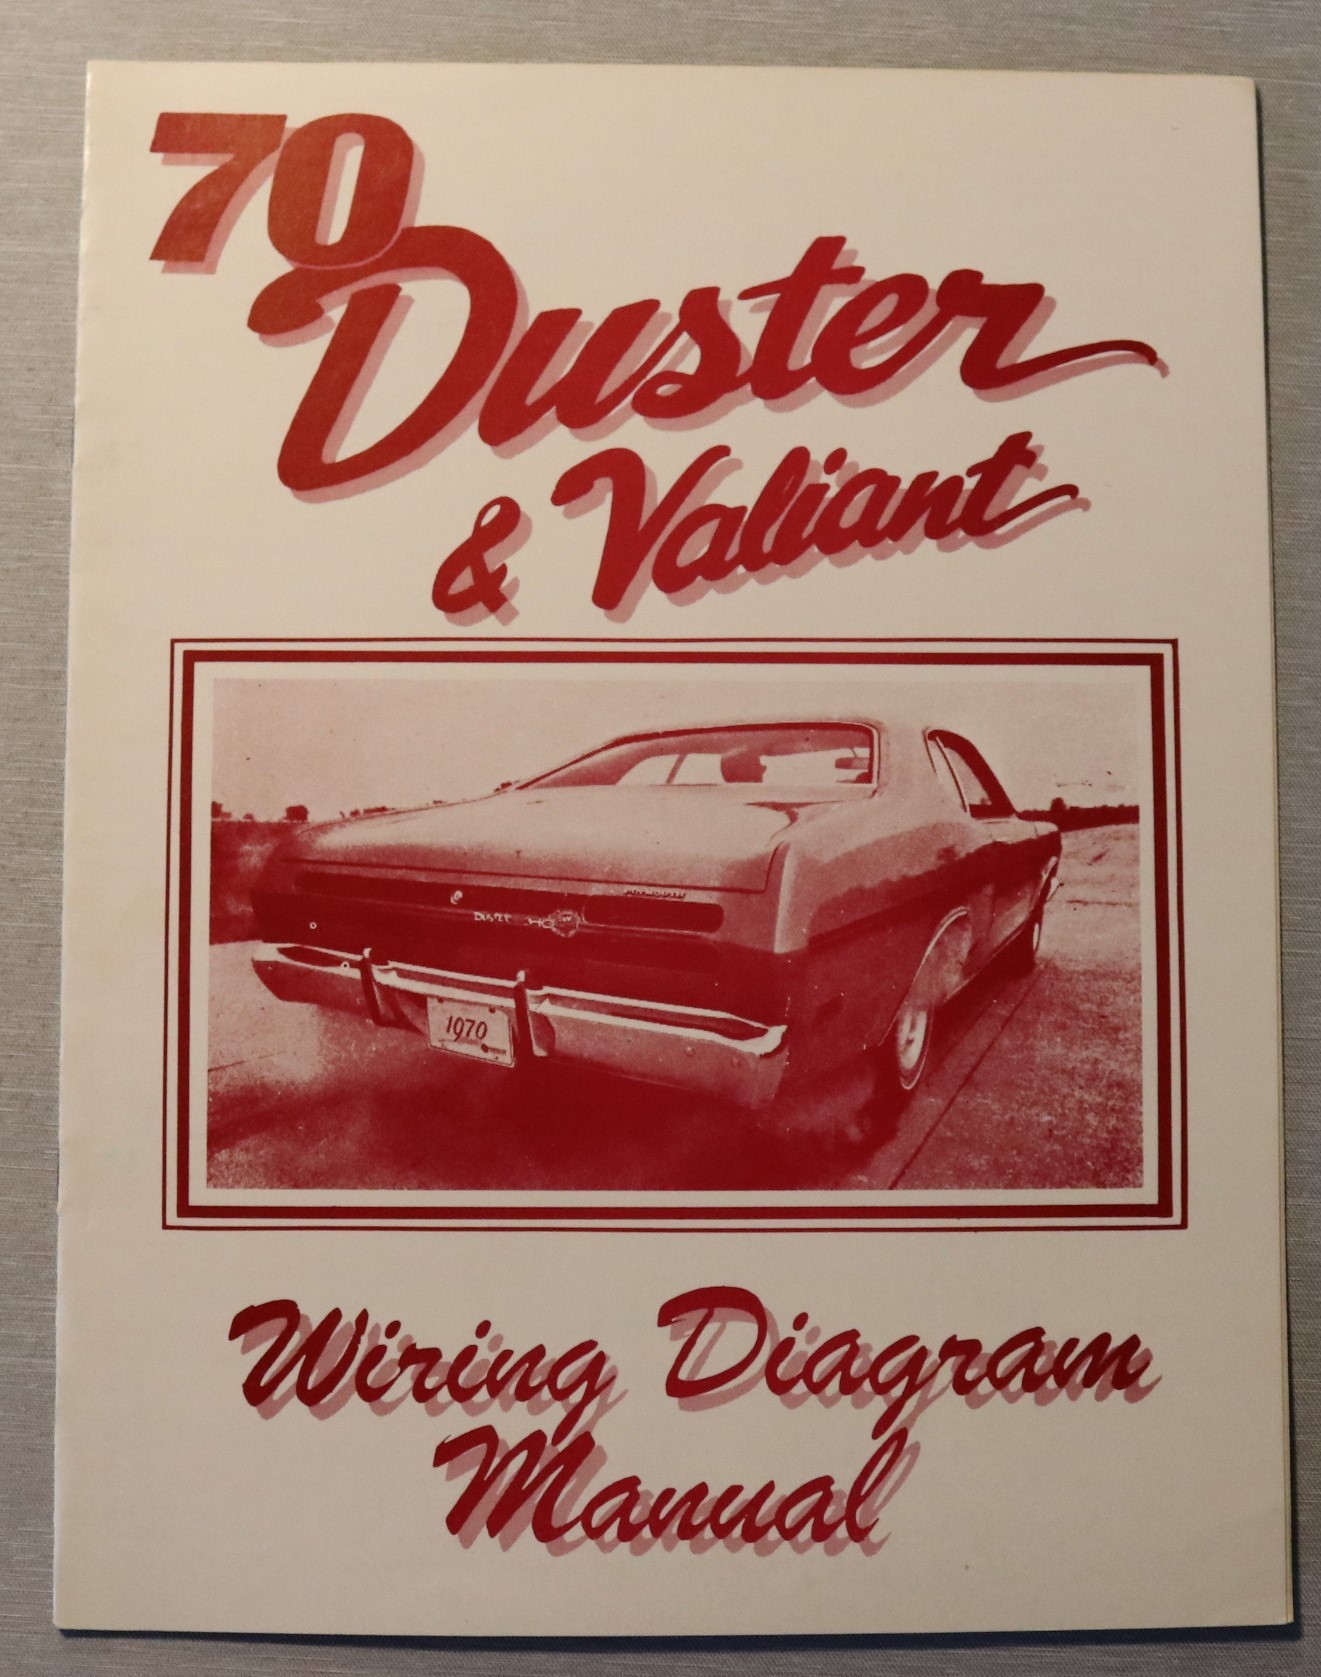 70
Duster
& Valiant
PLYMOUTH
DUSTER 340
1970
Wiring Diagram
Manual